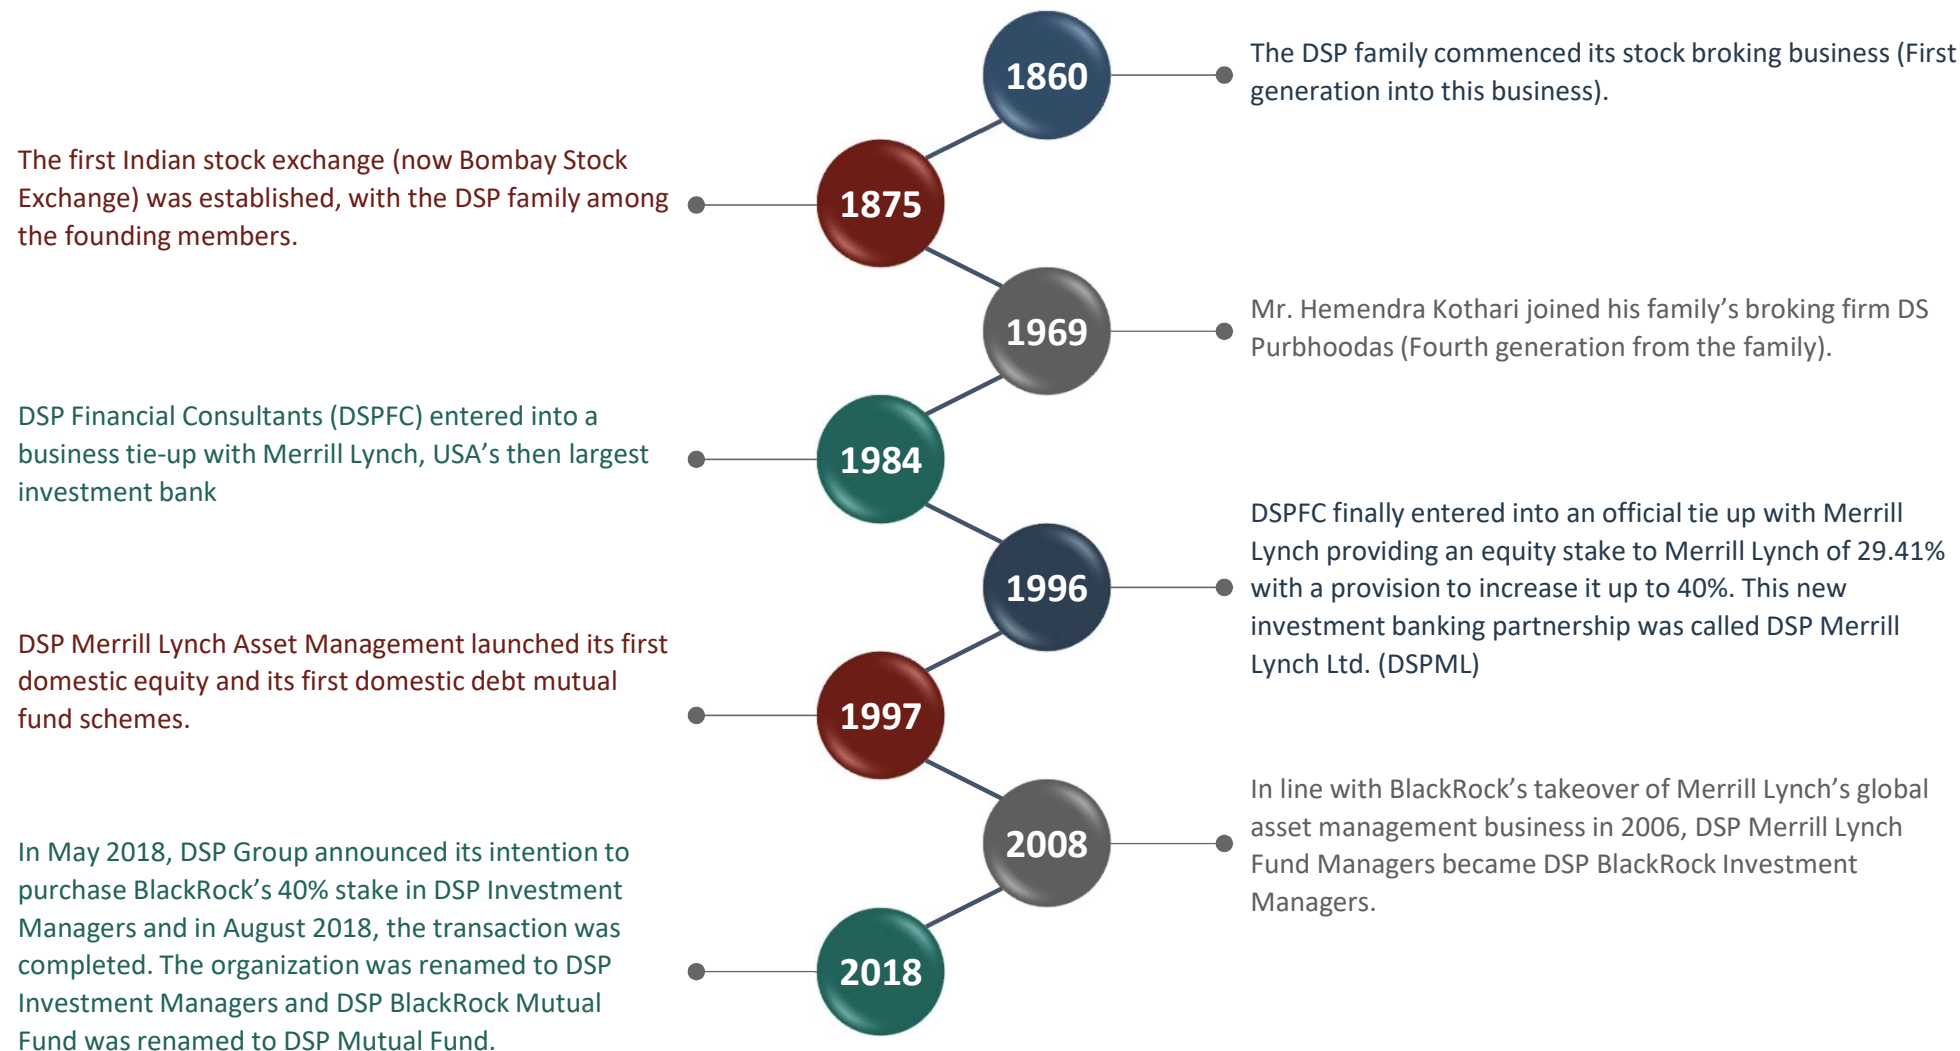 1860
The DSP family commenced its stock broking business (First
generation into this business).
The first Indian stock exchange (now Bombay Stock
Exchange) was established, with the DSP family among
the founding members.
1875
1969
Mr. Hemendra Kothari joined his family’s broking firm DS
Purbhoodas (Fourth generation from the family).
DSP Financial Consultants (DSPFC) entered into a
business tie-up with Merrill Lynch, USA’s then largest
investment bank
1984
1996
DSPFC finally entered into an official tie up with Merrill
Lynch providing an equity stake to Merrill Lynch of 29.41%
with a provision to increase it up to 40%. This new
investment banking partnership was called DSP Merrill
Lynch Ltd. (DSPML)
DSP Merrill Lynch Asset Management launched its first
domestic equity and its first domestic debt mutual
fund schemes.
1997
2008
In line with BlackRock’s takeover of Merrill Lynch’s global
asset management business in 2006, DSP Merrill Lynch
Fund Managers became DSP BlackRock Investment
Managers.
In May 2018, DSP Group announced its intention to
purchase BlackRock’s 40% stake in DSP Investment
Managers and in August 2018, the transaction was
completed. The organization was renamed to DSP
Investment Managers and DSP BlackRock Mutual
Fund was renamed to DSP Mutual Fund.
2018